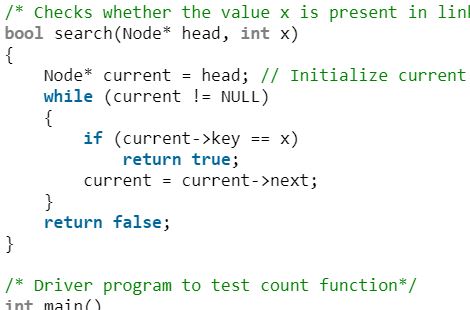 /* Checks whether the value x is present in
bool search(Node* head, int x)
{
    Node* current = head; // Initialize current
    while (current != NULL)
    {
        if (current->key == x)
            return true;
        current = current->next;
    }
    return false;
}
/* Driver program to test count function*/
int main()